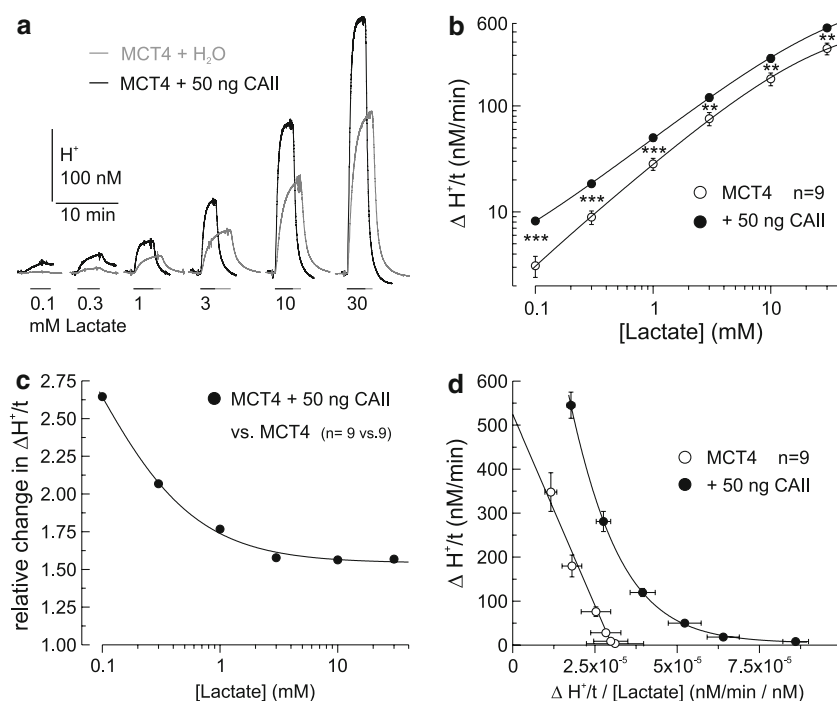 a
MCT4 + H₂O
MCT4 + 50 ng CAII
H⁺
100 nM
10 min
0.1 0.3 1 3 10 30
mM Lactate
b
600
100
10
Δ H⁺/t (nM/min)
*** *** *** ** ** **
MCT4 n=9
+ 50 ng CAII
0.1 1 10
[Lactate] (mM)
c
2.75
2.50
2.25
2.00
1.75
1.50
1.25
1.00
relative change in ΔH⁺/t
MCT4 + 50 ng CAII
vs. MCT4 (n= 9 vs.9)
0.1 1 10
[Lactate] (mM)
d
600
500
400
300
200
100
0
Δ H⁺/t (nM/min)
MCT4 n=9
+ 50 ng CAII
0 2.5x10⁻⁵ 5x10⁻⁵ 7.5x10⁻⁵
Δ H⁺/t / [Lactate] (nM/min / nM)